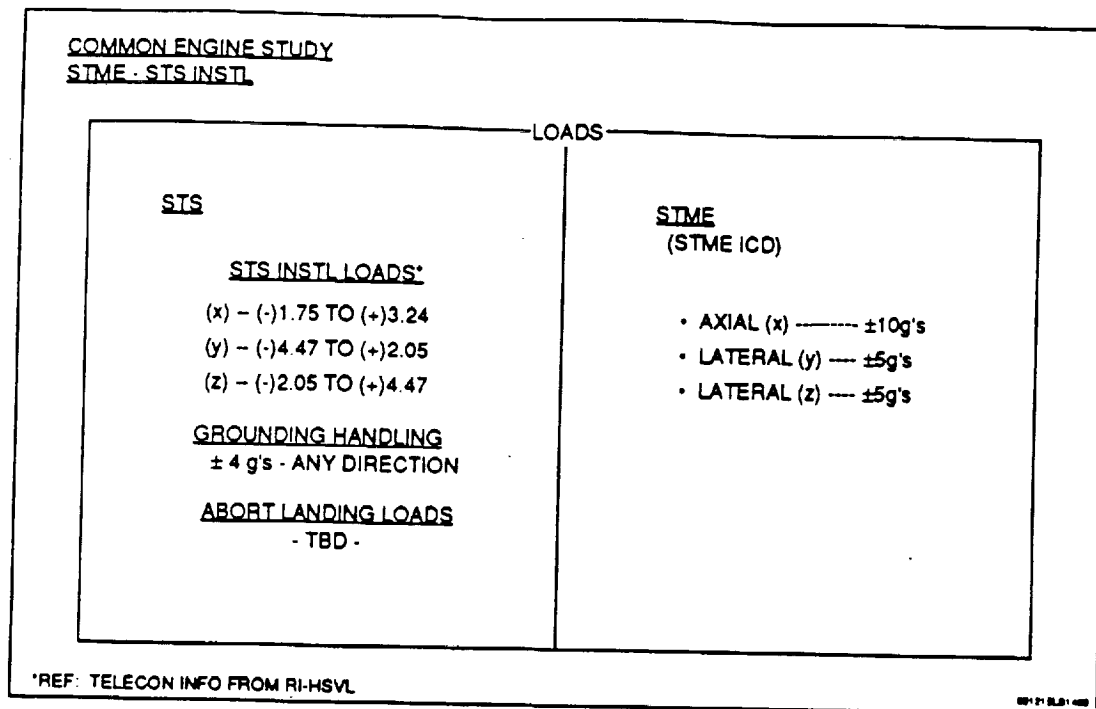 COMMON ENGINE STUDY
STME - STS INSTL
LOADS
STS
STS INSTL LOADS*
(x) – (-)1.75 TO (+)3.24
(y) – (-)4.47 TO (+)2.05
(z) – (-)2.05 TO (+)4.47
GROUNDING HANDLING
± 4 g's - ANY DIRECTION
ABORT LANDING LOADS
- TBD -
STME
(STME ICD)
• AXIAL (x) --------- ±10g's
• LATERAL (y) ---- ±5g's
• LATERAL (z) ---- ±5g's
*REF: TELECON INFO FROM RI-HSVL